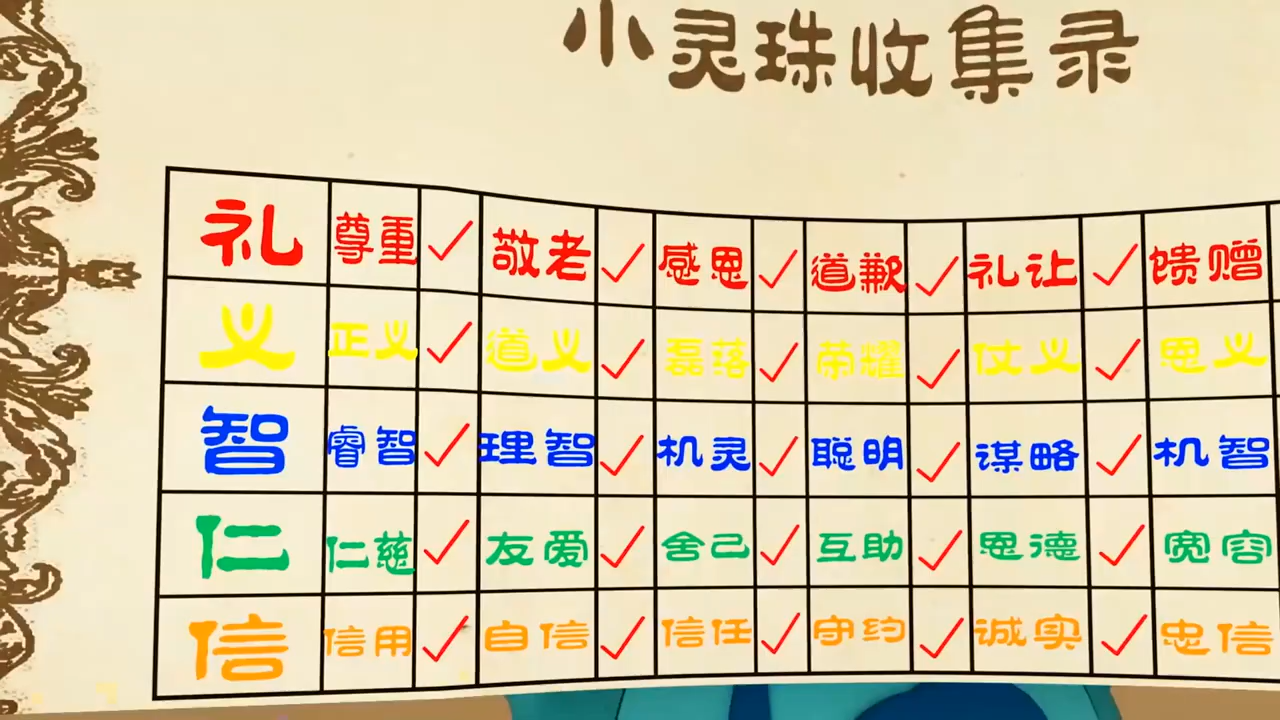 小灵珠收集录
礼 尊重 ✓ 敬老 ✓ 感恩 ✓ 道歉 ✓ 礼让 ✓ 馈赠
义 正义 ✓ 道义 ✓ 磊落 ✓ 荣耀 ✓ 仗义 ✓ 恩义
智 睿智 ✓ 理智 ✓ 机灵 ✓ 聪明 ✓ 谋略 ✓ 机智
仁 仁慈 ✓ 友爱 ✓ 舍己 ✓ 互助 ✓ 恩德 ✓ 宽容
信 信用 ✓ 自信 ✓ 信任 ✓ 守约 ✓ 诚实 ✓ 忠信